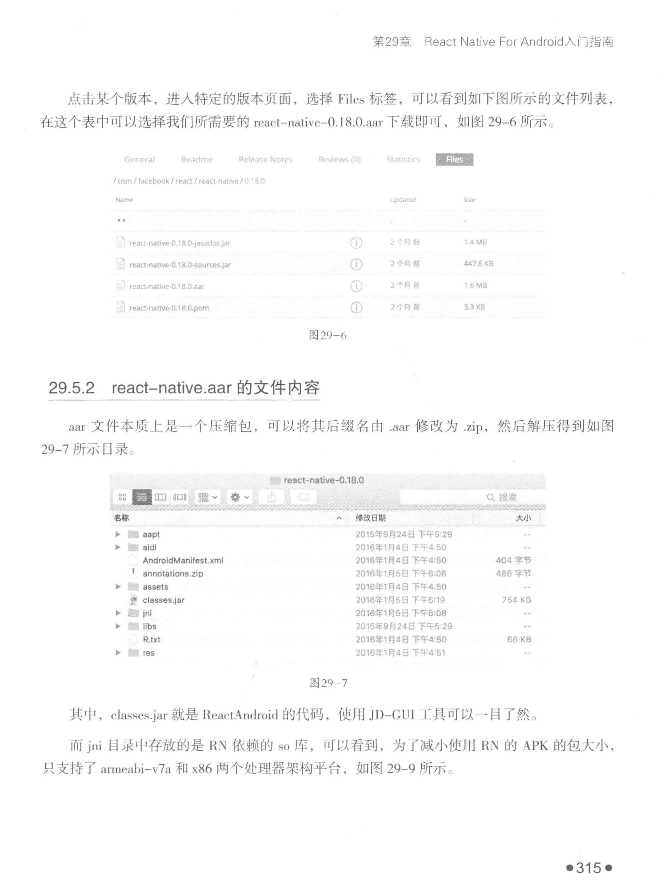 第29章 React Native For Android入门指南
点击某个版本，进入特定的版本页面，选择 Files 标签，可以看到如下图所示的文件列表，
在这个表中可以选择我们所需要的 react-native-0.18.0.aar 下载即可，如图 29-6 所示。
General Readme Release Notes Reviews (0) Statistics Files
/ com / facebook / react / react-native / 0.18.0
Name Updated Size
.. - -
react-native-0.18.0-javadoc.jar 2 个月 前 1.4 MB
react-native-0.18.0-sources.jar 2 个月 前 447.5 KB
react-native-0.18.0.aar 2 个月 前 1.6 MB
react-native-0.18.0.pom 2 个月 前 3.3 KB
图29-6
29.5.2 react-native.aar 的文件内容
aar 文件本质上是一个压缩包，可以将其后缀名由 .aar 修改为 .zip，然后解压得到如图
29-7 所示目录。
react-native-0.18.0
搜索
名称 修改日期 大小
aapt 2015年9月24日 下午5:29 --
aidl 2016年1月4日 下午4:50 --
AndroidManifest.xml 2016年1月4日 下午4:50 404 字节
annotations.zip 2016年1月5日 下午6:08 486 字节
assets 2016年1月4日 下午4:50 --
classes.jar 2016年1月5日 下午6:19 754 KB
jni 2016年1月5日 下午6:08 --
libs 2015年9月24日 下午5:29 --
R.txt 2016年1月4日 下午4:50 66 KB
res 2016年1月4日 下午4:51 --
图29-7
其中，classes.jar 就是 ReactAndroid 的代码，使用 JD-GUI 工具可以一目了然。
而 jni 目录中存放的是 RN 依赖的 so 库，可以看到，为了减小使用 RN 的 APK 的包大小，
只支持了 armeabi-v7a 和 x86 两个处理器架构平台，如图 29-9 所示。
●315●